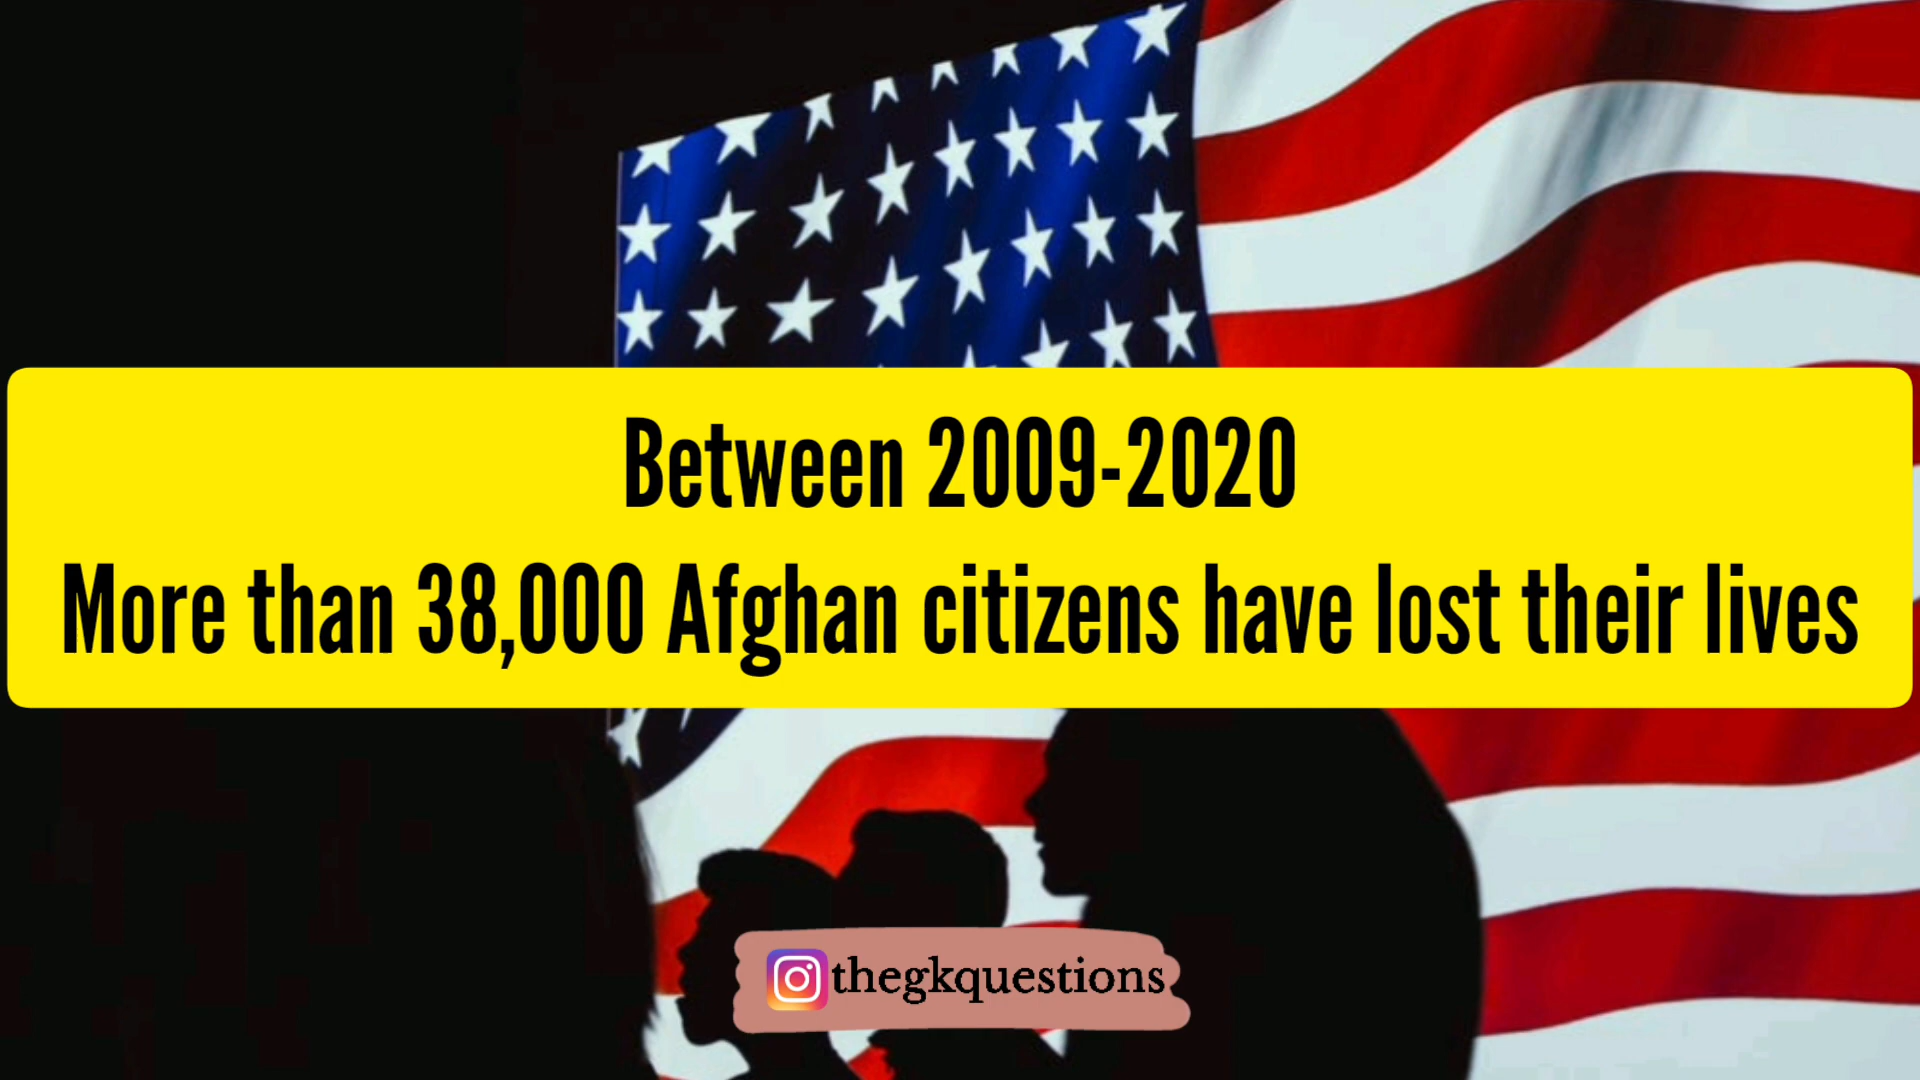 Between 2009-2020
More than 38,000 Afghan citizens have lost their lives
thegkquestions